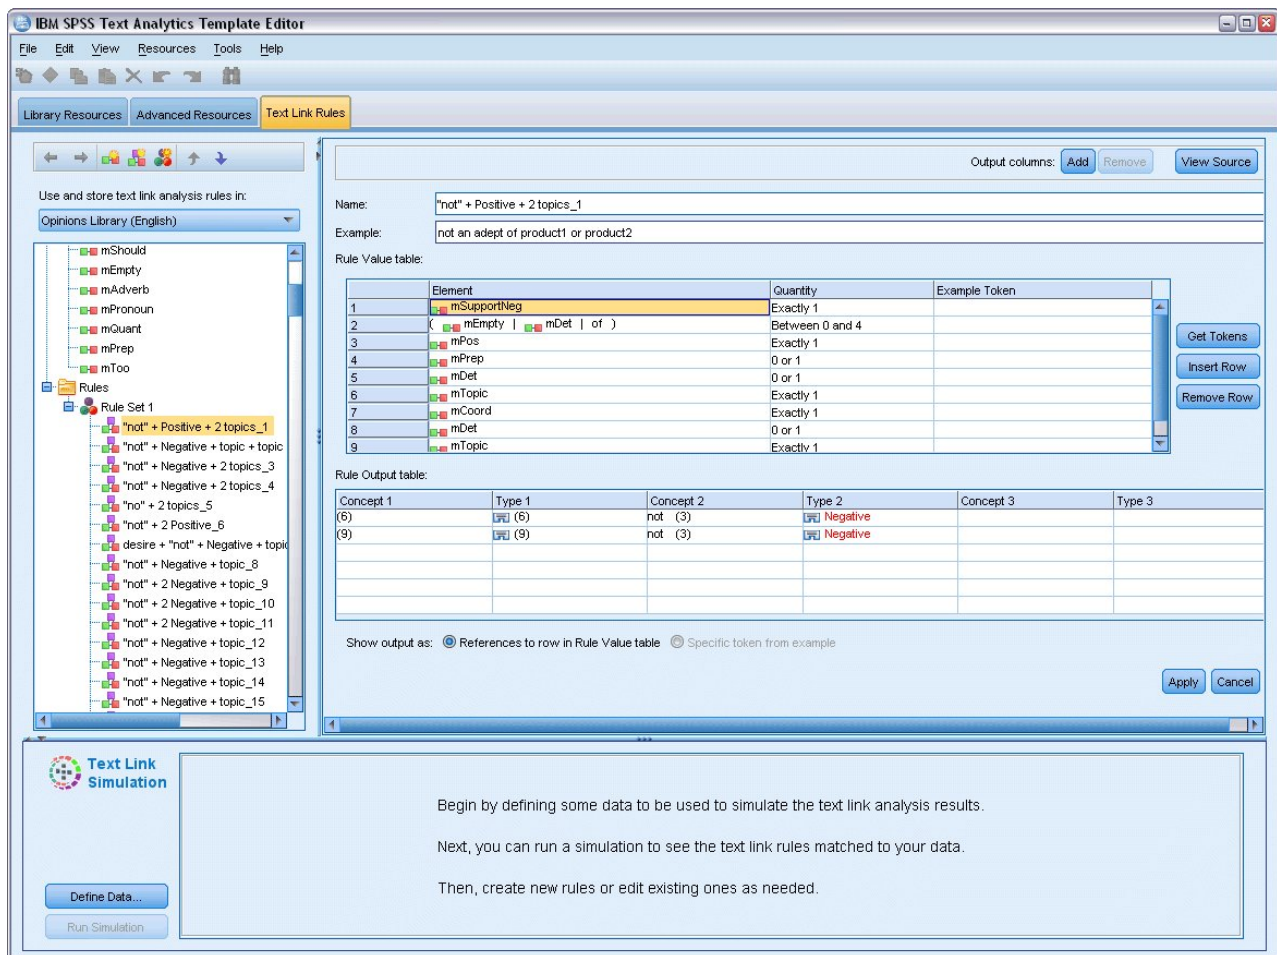 IBM SPSS Text Analytics Template Editor
File Edit View Resources Tools Help
Library Resources Advanced Resources Text Link Rules
Use and store text link analysis rules in:
Opinions Library (English)
mShould
mEmpty
mAdverb
mPronoun
mQuant
mPrep
mToo
Rules
Rule Set 1
"not" + Positive + 2 topics_1
"not" + Negative + topic + topic
"not" + Negative + 2 topics_3
"not" + Negative + 2 topics_4
"no" + 2 topics_5
"not" + 2 Positive_6
desire + "not" + Negative + topic
"not" + Negative + topic_8
"not" + 2 Negative + topic_9
"not" + 2 Negative + topic_10
"not" + 2 Negative + topic_11
"not" + Negative + topic_12
"not" + Negative + topic_13
"not" + Negative + topic_14
"not" + Negative + topic_15
Output columns: Add Remove View Source
Name: "not" + Positive + 2 topics_1
Example: not an adept of product1 or product2
Rule Value table:
Element Quantity Example Token
1 mSupportNeg Exactly 1
2 ( mEmpty | mDet | of ) Between 0 and 4
3 mPos Exactly 1
4 mPrep 0 or 1
5 mDet 0 or 1
6 mTopic Exactly 1
7 mCoord Exactly 1
8 mDet 0 or 1
9 mTopic Exactly 1
Get Tokens
Insert Row
Remove Row
Rule Output table:
Concept 1 Type 1 Concept 2 Type 2 Concept 3 Type 3
(6) (6) not (3) Negative
(9) (9) not (3) Negative
Show output as: References to row in Rule Value table Specific token from example
Apply Cancel
Text Link
Simulation
Define Data...
Run Simulation
Begin by defining some data to be used to simulate the text link analysis results.
Next, you can run a simulation to see the text link rules matched to your data.
Then, create new rules or edit existing ones as needed.